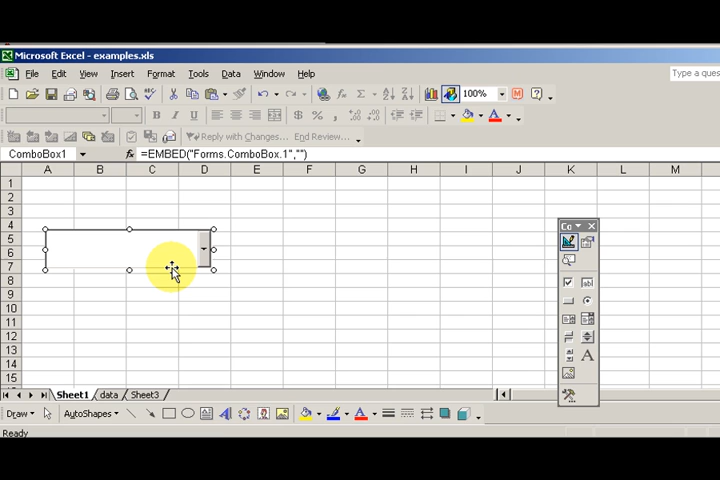 Microsoft Excel - examples.xls
File Edit View Insert Format Tools Data Window Help Type a ques
100%
B I U $ % ,
Reply with Changes... End Review...
ComboBox1 fx =EMBED("Forms.ComboBox.1","")
A B C D E F G H I J K L M
1
2
3
4 Co
5
6
7
8
9
10
11
12
13
14
15
Sheet1 data Sheet3
Draw AutoShapes
Ready